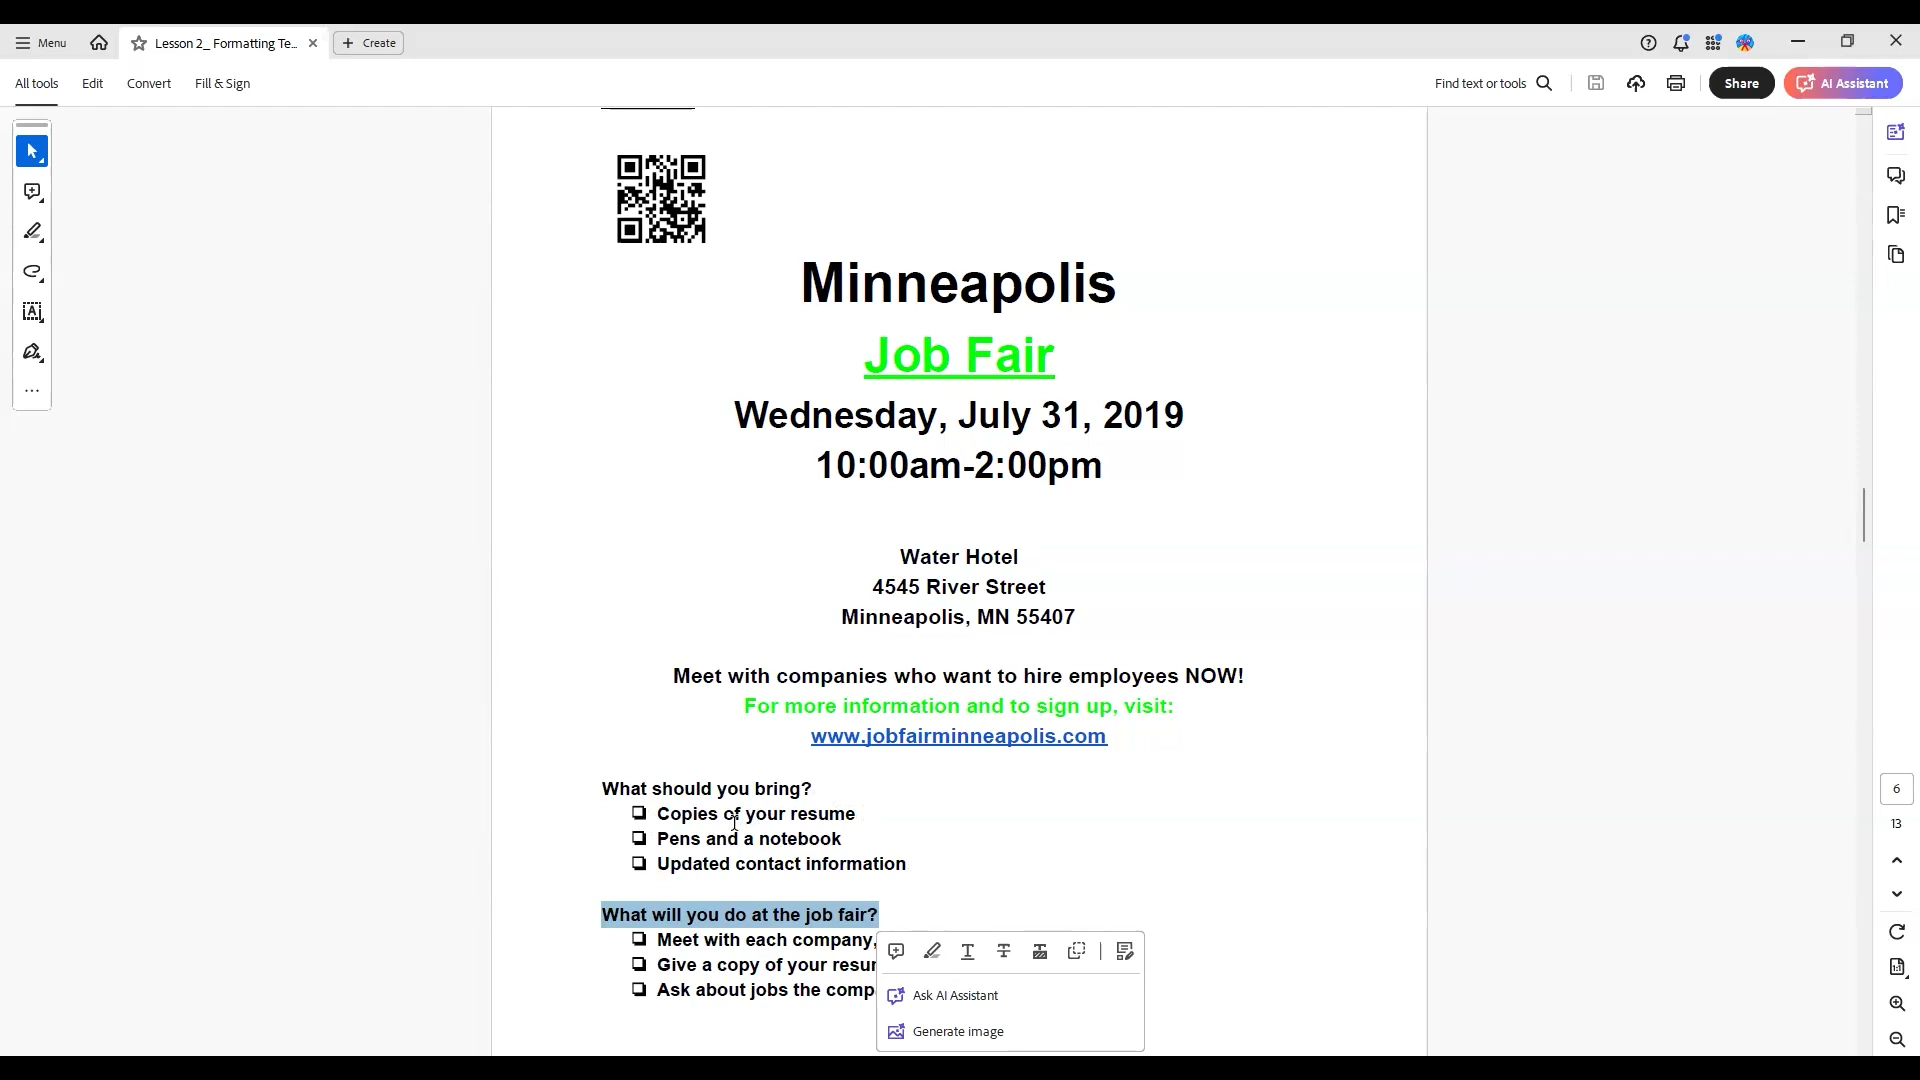 Menu
Lesson 2_ Formatting Te...
Create
All tools
Edit
Convert
Fill & Sign
Find text or tools
Share
AI Assistant
Minneapolis
Job Fair
Wednesday, July 31, 2019
10:00am-2:00pm
Water Hotel
4545 River Street
Minneapolis, MN 55407
Meet with companies who want to hire employees NOW!
For more information and to sign up, visit:
www.jobfairminneapolis.com
What should you bring?
Copies of your resume
Pens and a notebook
Updated contact information
What will you do at the job fair?
Meet with each company,
Give a copy of your
Ask about jobs the
Ask AI Assistant
Generate image
6
13